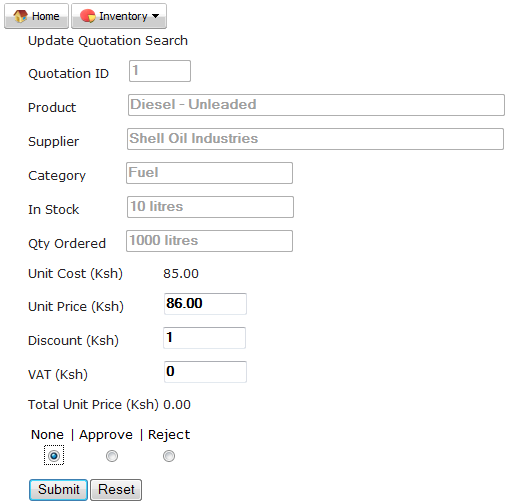 Home Inventory
Update Quotation Search
Quotation ID 1
Product Diesel - Unleaded
Supplier Shell Oil Industries
Category Fuel
In Stock 10 litres
Qty Ordered 1000 litres
Unit Cost (Ksh) 85.00
Unit Price (Ksh) 86.00
Discount (Ksh) 1
VAT (Ksh) 0
Total Unit Price (Ksh) 0.00
None | Approve | Reject
Submit Reset